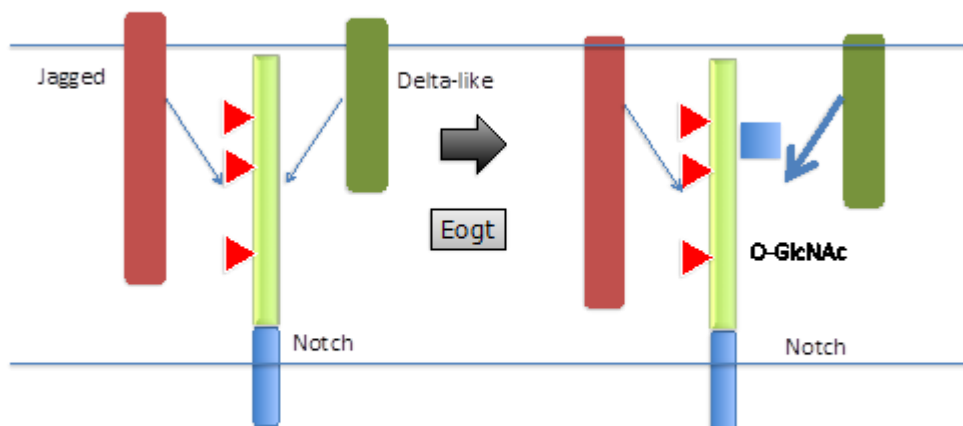 Jagged
Delta-like
Eogt
O-GlcNAc
Notch
Notch